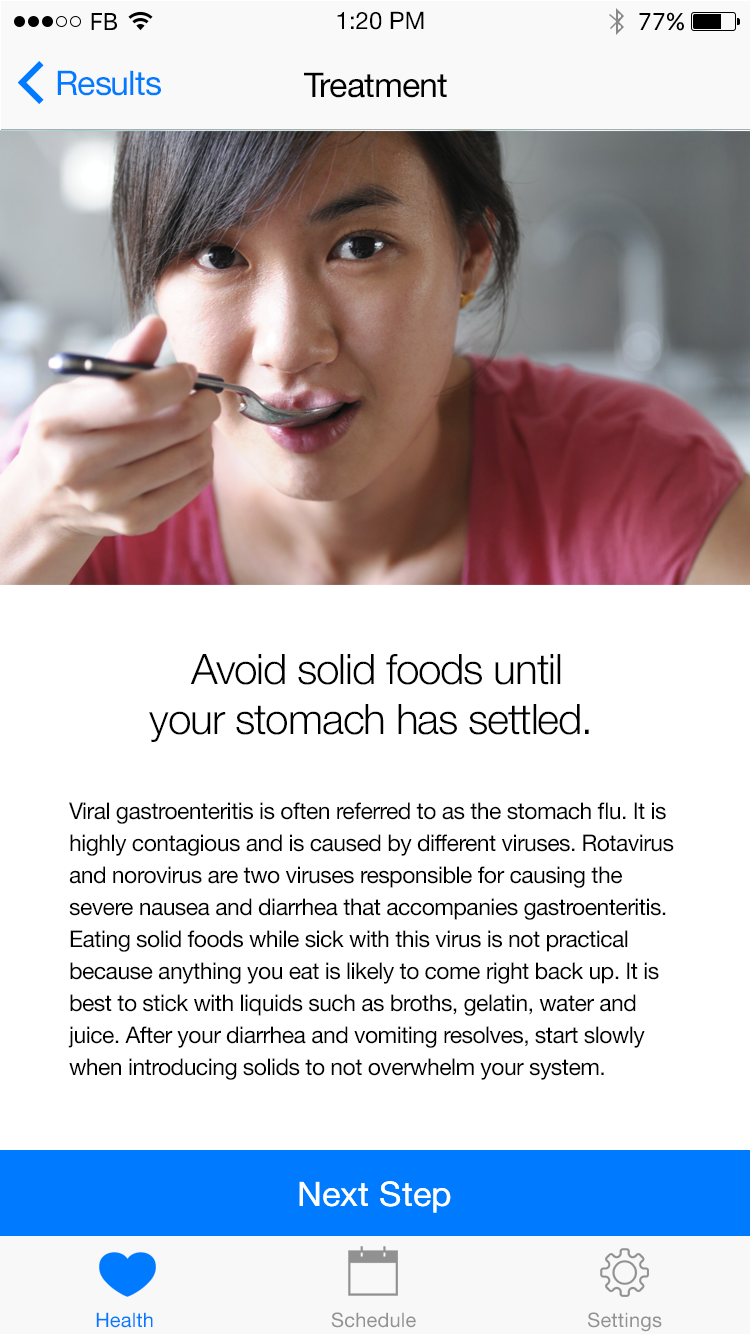 FB 1:20 PM 77%
Results Treatment
Avoid solid foods until
your stomach has settled.
Viral gastroenteritis is often referred to as the stomach flu. It is
highly contagious and is caused by different viruses. Rotavirus
and norovirus are two viruses responsible for causing the
severe nausea and diarrhea that accompanies gastroenteritis.
Eating solid foods while sick with this virus is not practical
because anything you eat is likely to come right back up. It is
best to stick with liquids such as broths, gelatin, water and
juice. After your diarrhea and vomiting resolves, start slowly
when introducing solids to not overwhelm your system.
Next Step
Health Schedule Settings